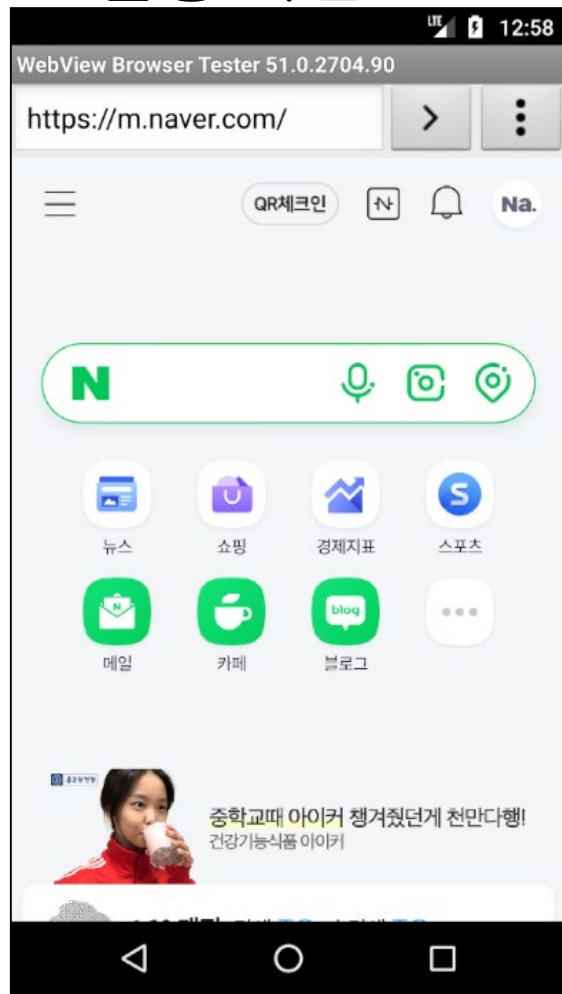 LTE 12:58
WebView Browser Tester 51.0.2704.90
https://m.naver.com/
QR체크인 N Na.
N
뉴스 쇼핑 경제지표 스포츠
S
N blog
메일 카페 블로그
중학교때 아이커 챙겨줬던게 천만다행!
건강기능식품 아이커